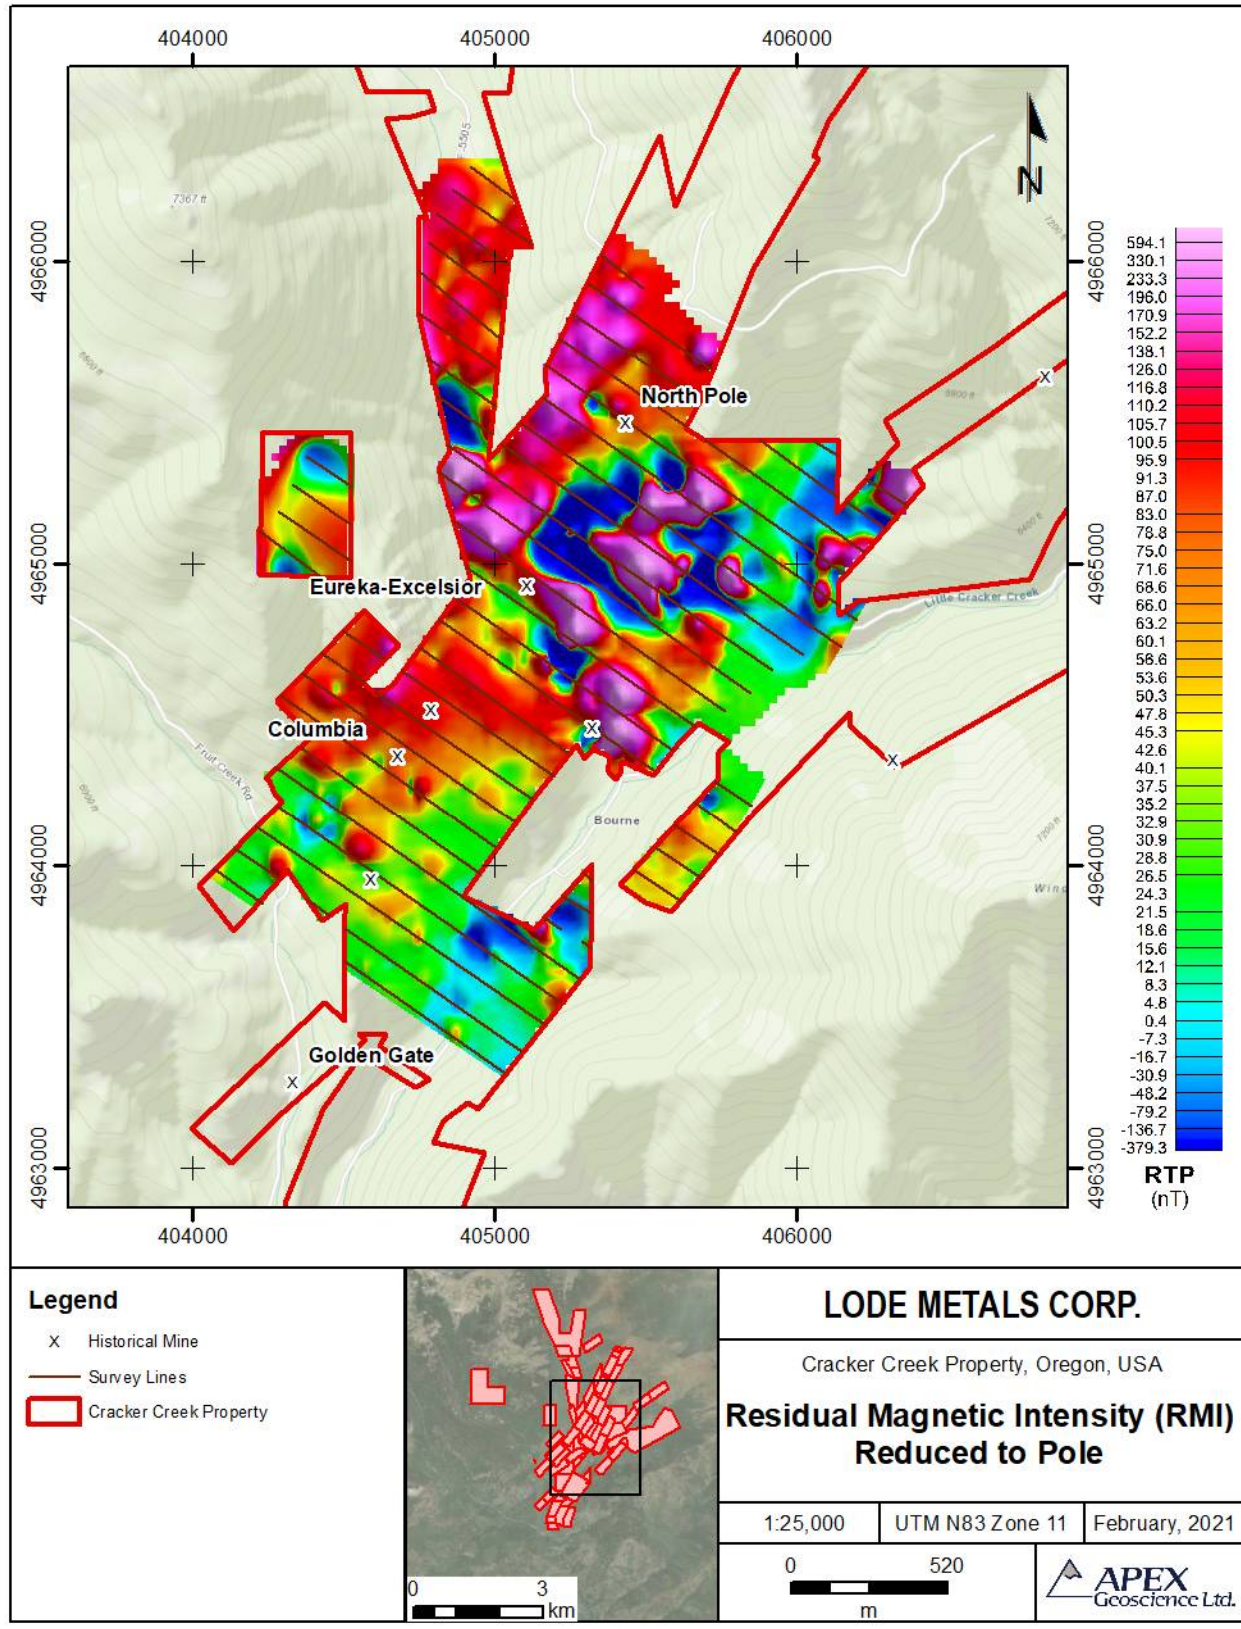 404000
405000
406000
F-5505
7367 ft
7200 ft
N
4966000
4966000
594.1
330.1
233.3
196.0
170.9
152.2
138.1
126.0
116.8
110.2
105.7
100.5
95.9
91.3
87.0
83.0
78.8
75.0
71.6
68.6
66.0
63.2
60.1
56.6
53.6
50.3
47.8
45.3
42.6
40.1
37.5
35.2
32.9
30.9
28.8
26.5
24.3
21.5
18.6
15.6
12.1
8.3
4.8
0.4
-7.3
-16.7
-30.9
-48.2
-79.2
-136.7
-379.3
RTP
(nT)
North Pole
X
X
4965000
4965000
Eureka-Excelsior
X
Little Cracker Creek
X
Columbia
X
X
X
Fruit Creek Rd
Bourne
7200 ft
4964000
4964000
X
Wind
Golden Gate
X
4963000
4963000
404000
405000
406000
Legend
X Historical Mine
Survey Lines
Cracker Creek Property
0 3
km
LODE METALS CORP.
Cracker Creek Property, Oregon, USA
Residual Magnetic Intensity (RMI)
Reduced to Pole
1:25,000 UTM N83 Zone 11 February, 2021
0 520
m
APEX
Geoscience Ltd.